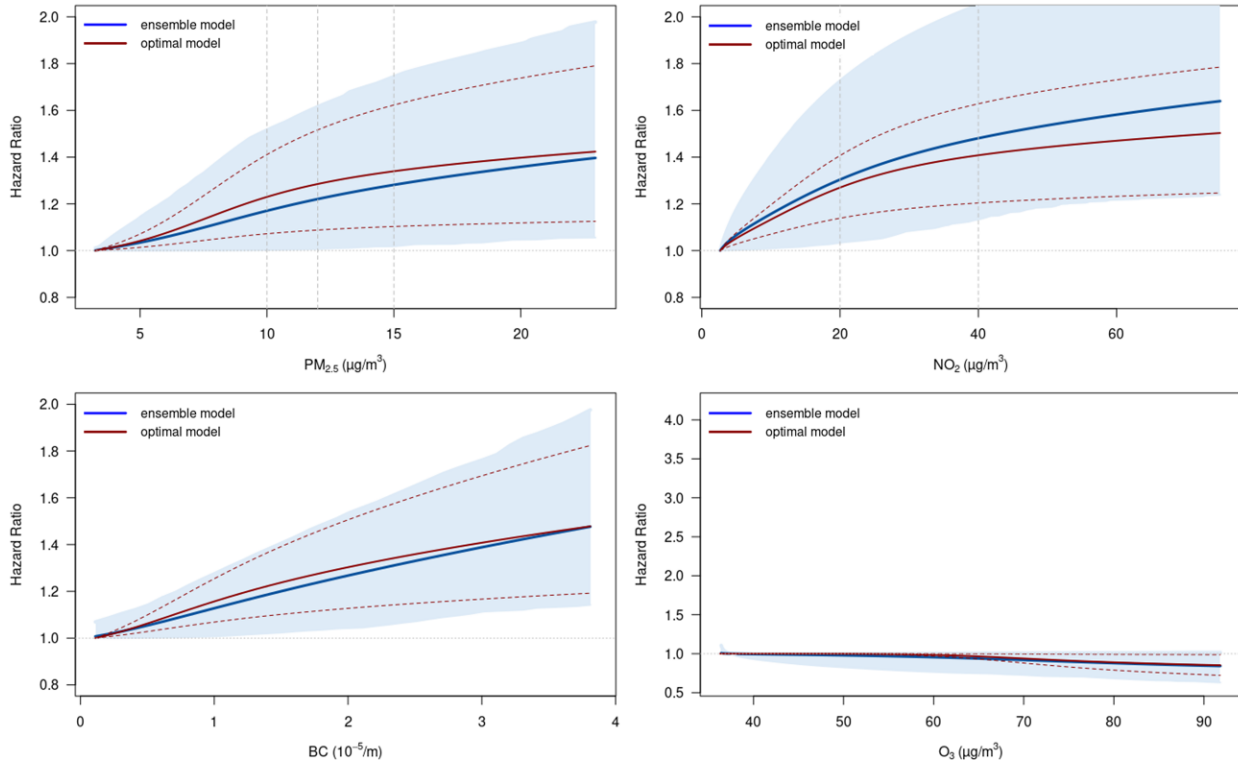 ensemble model
optimal model
Hazard Ratio
2.0
1.8
1.6
1.4
1.2
1.0
0.8
5 10 15 20
PM2.5 (µg/m³)
ensemble model
optimal model
Hazard Ratio
2.0
1.8
1.6
1.4
1.2
1.0
0.8
0 20 40 60
NO2 (µg/m³)
ensemble model
optimal model
Hazard Ratio
2.0
1.8
1.6
1.4
1.2
1.0
0.8
0 1 2 3 4
BC (10⁻⁵/m)
ensemble model
optimal model
Hazard Ratio
4.0
3.5
3.0
2.5
2.0
1.5
1.0
0.5
40 50 60 70 80 90
O3 (µg/m³)